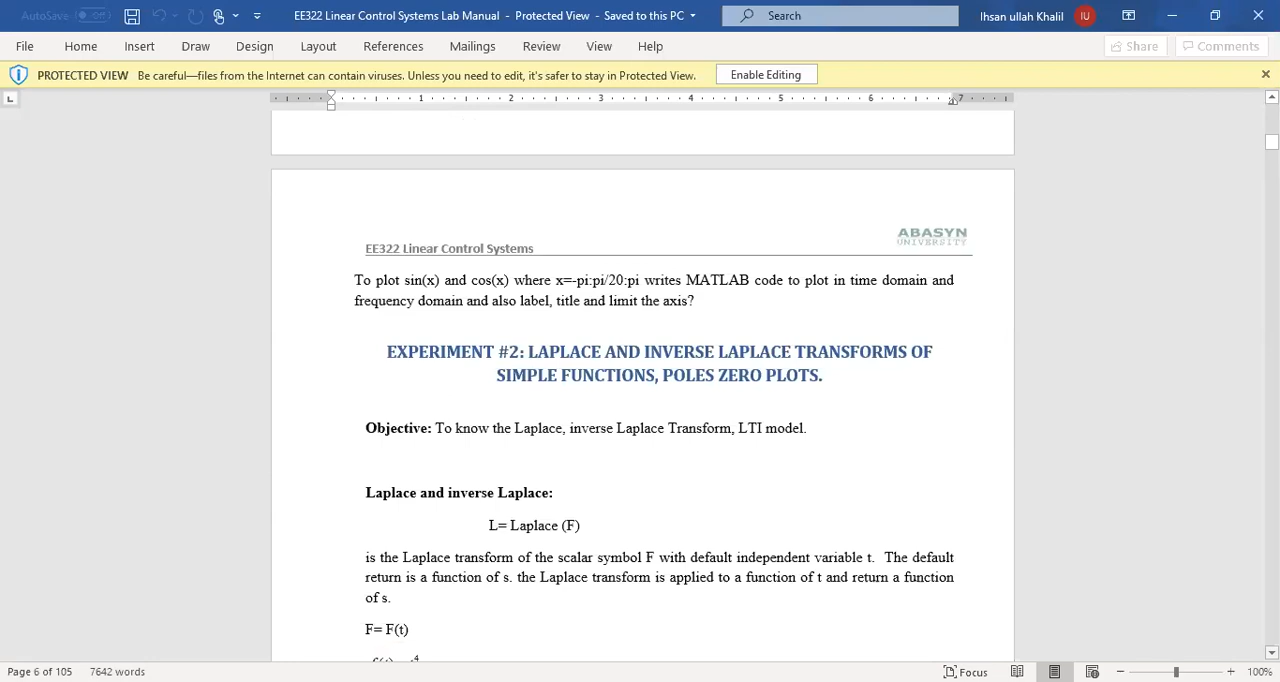 AutoSave Off EE322 Linear Control Systems Lab Manual - Protected View - Saved to this PC Search Ihsan ullah Khalil IU
File Home Insert Draw Design Layout References Mailings Review View Help Share Comments
PROTECTED VIEW Be careful—files from the Internet can contain viruses. Unless you need to edit, it's safer to stay in Protected View. Enable Editing
1 2 3 4 5 6 7
ABASYN
UNIVERSITY
EE322 Linear Control Systems
To plot sin(x) and cos(x) where x=-pi:pi/20:pi writes MATLAB code to plot in time domain and
frequency domain and also label, title and limit the axis?
EXPERIMENT #2: LAPLACE AND INVERSE LAPLACE TRANSFORMS OF
SIMPLE FUNCTIONS, POLES ZERO PLOTS.
Objective: To know the Laplace, inverse Laplace Transform, LTI model.
Laplace and inverse Laplace:
L= Laplace (F)
is the Laplace transform of the scalar symbol F with default independent variable t. The default
return is a function of s. the Laplace transform is applied to a function of t and return a function
of s.
F= F(t)
Page 6 of 105 7642 words Focus 100%